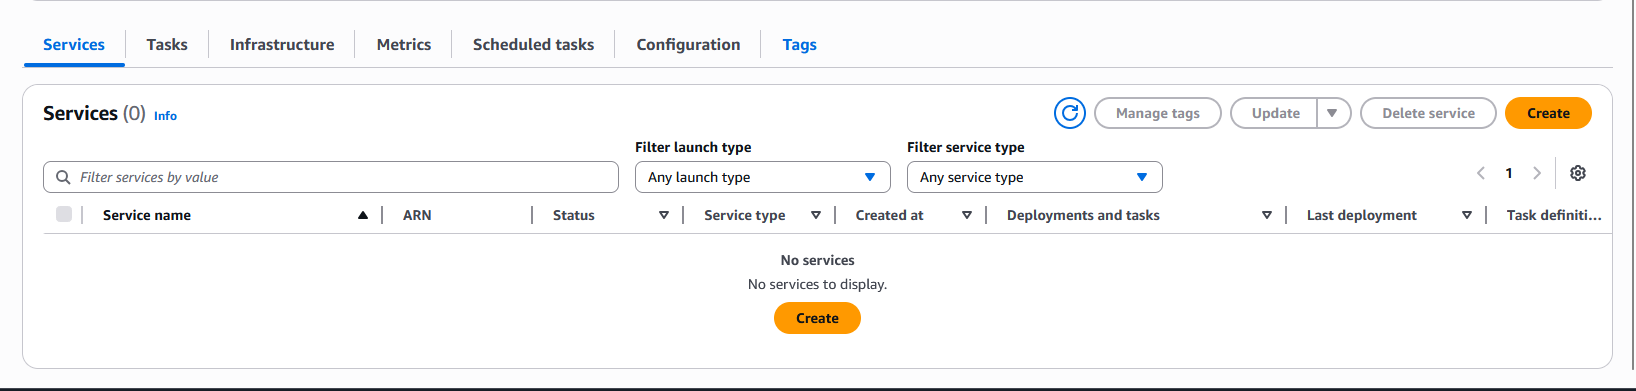 Services Tasks Infrastructure Metrics Scheduled tasks Configuration Tags
Services (0) Info Manage tags Update Delete service Create
Filter launch type Filter service type
Filter services by value Any launch type Any service type 1
Service name ARN Status Service type Created at Deployments and tasks Last deployment Task definiti...
No services
No services to display.
Create